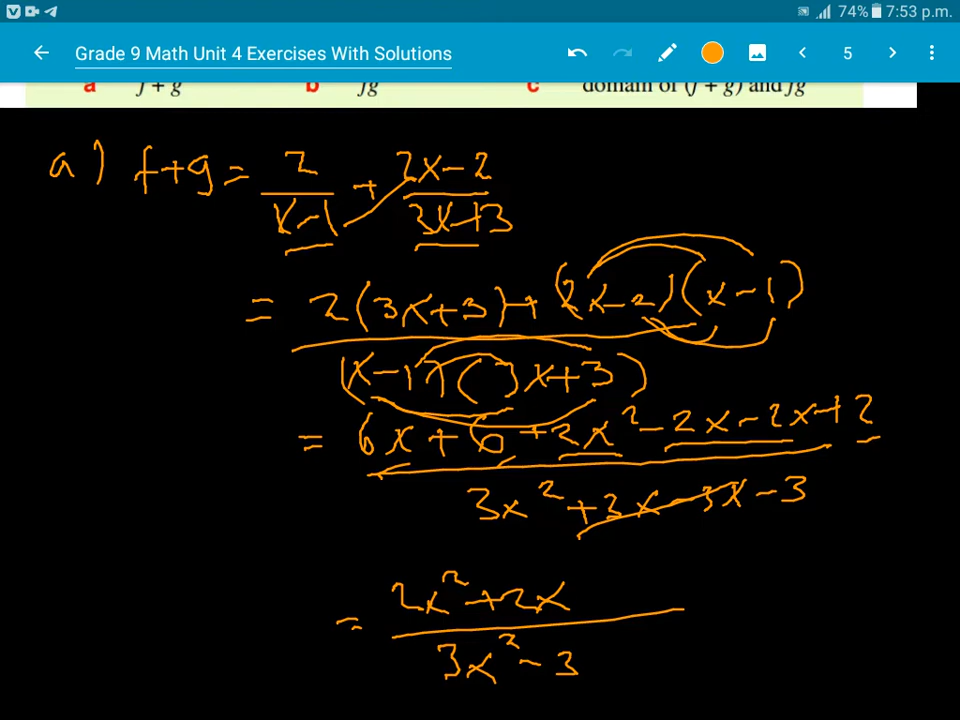 74% 7:53 p.m.
Grade 9 Math Unit 4 Exercises With Solutions 5
a f + g b fg c domain of (f + g) and fg
a) f+g = 2/(x-1) + (2x-2)/(3x+3)
= (2(3x+3)+(2x-2)(x-1))/((x-1)(3x+3))
= (6x+6+2x²-2x-2x+2)/(3x²+3x-3x-3)
= (2x²+2x)/(3x²-3)